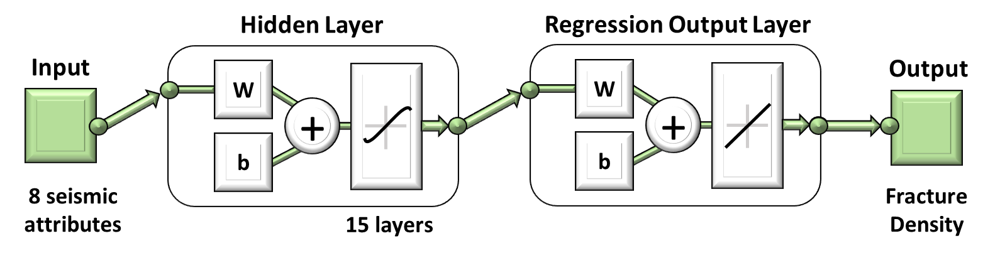 Hidden Layer
Regression Output Layer
Input
Output
W
b
+
W
b
+
8 seismic
attributes
15 layers
Fracture
Density